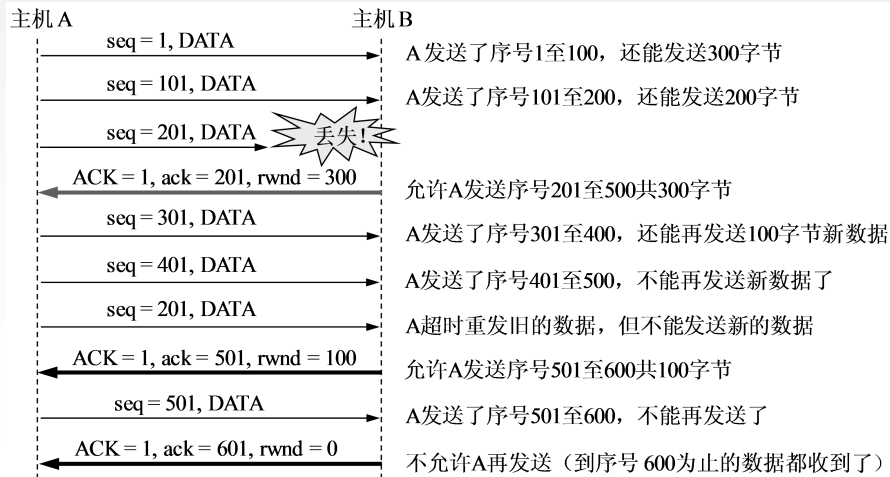 主机A 主机B
seq = 1, DATA A发送了序号1至100，还能发送300字节
seq = 101, DATA A发送了序号101至200，还能发送200字节
seq = 201, DATA 丢失!
ACK = 1, ack = 201, rwnd = 300 允许A发送序号201至500共300字节
seq = 301, DATA A发送了序号301至400，还能再发送100字节新数据
seq = 401, DATA A发送了序号401至500，不能再发送新数据了
seq = 201, DATA A超时重发旧的数据，但不能发送新的数据
ACK = 1, ack = 501, rwnd = 100 允许A发送序号501至600共100字节
seq = 501, DATA A发送了序号501至600，不能再发送了
ACK = 1, ack = 601, rwnd = 0 不允许A再发送（到序号600为止的数据都收到了）